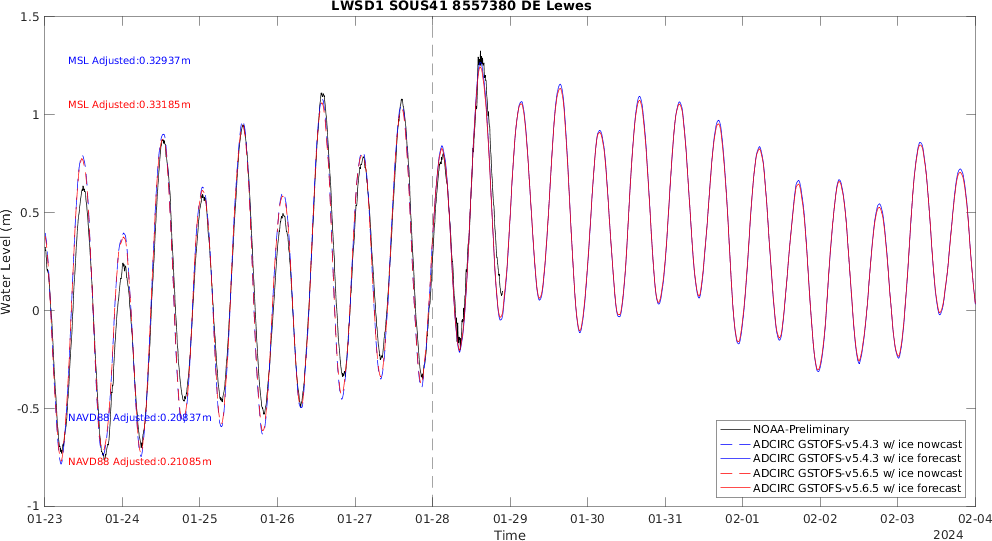 LWSD1 SOUS41 8557380 DE Lewes
1.5
MSL Adjusted:0.32937m
MSL Adjusted:0.33185m
1
0.5
Water Level (m)
0
-0.5
NAVD88 Adjusted:0.20837m
NAVD88 Adjusted:0.21085m
-1
NOAA-Preliminary
ADCIRC GSTOFS-v5.4.3 w/ ice nowcast
ADCIRC GSTOFS-v5.4.3 w/ ice forecast
ADCIRC GSTOFS-v5.6.5 w/ ice nowcast
ADCIRC GSTOFS-v5.6.5 w/ ice forecast
01-23 01-24 01-25 01-26 01-27 01-28 01-29 01-30 01-31 02-01 02-02 02-03 02-04
Time
2024